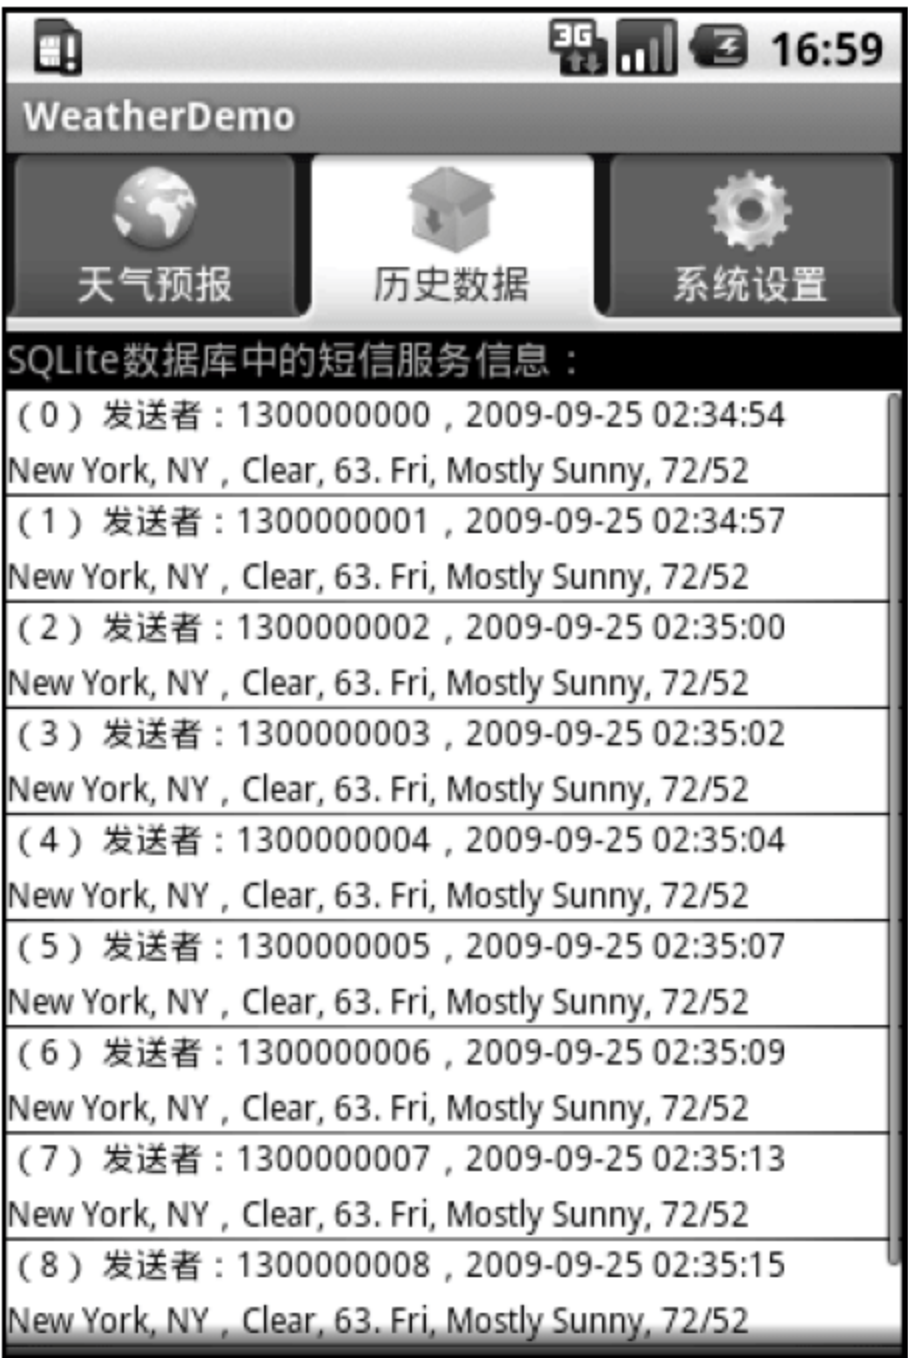 3G
16:59
WeatherDemo
天气预报
历史数据
系统设置
SQLite数据库中的短信服务信息：
（0）发送者：1300000000，2009-09-25 02:34:54
New York, NY , Clear, 63. Fri, Mostly Sunny, 72/52
（1）发送者：1300000001，2009-09-25 02:34:57
New York, NY , Clear, 63. Fri, Mostly Sunny, 72/52
（2）发送者：1300000002，2009-09-25 02:35:00
New York, NY , Clear, 63. Fri, Mostly Sunny, 72/52
（3）发送者：1300000003，2009-09-25 02:35:02
New York, NY , Clear, 63. Fri, Mostly Sunny, 72/52
（4）发送者：1300000004，2009-09-25 02:35:04
New York, NY , Clear, 63. Fri, Mostly Sunny, 72/52
（5）发送者：1300000005，2009-09-25 02:35:07
New York, NY , Clear, 63. Fri, Mostly Sunny, 72/52
（6）发送者：1300000006，2009-09-25 02:35:09
New York, NY , Clear, 63. Fri, Mostly Sunny, 72/52
（7）发送者：1300000007，2009-09-25 02:35:13
New York, NY , Clear, 63. Fri, Mostly Sunny, 72/52
（8）发送者：1300000008，2009-09-25 02:35:15
New York, NY , Clear, 63. Fri, Mostly Sunny, 72/52